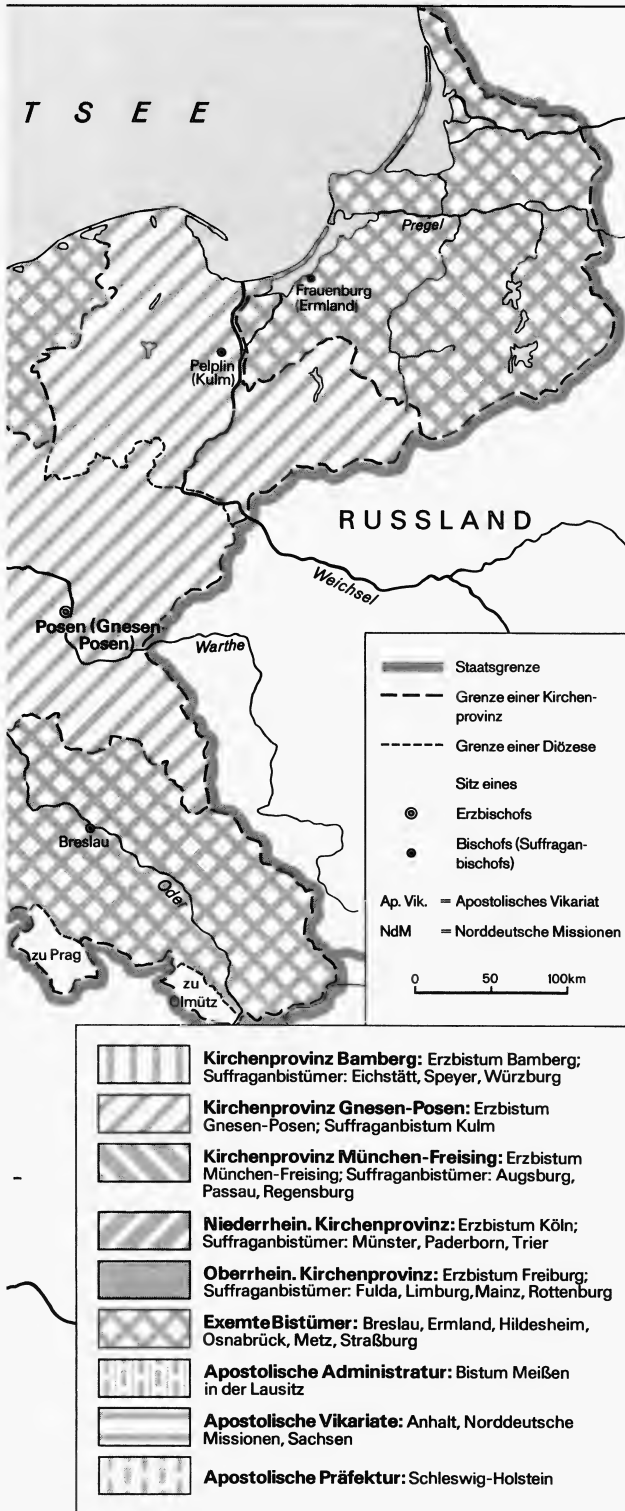 T S E E
Pregel
Frauenburg
(Ermland)
Pelplin
(Kulm)
RUSSLAND
Weichsel
Posen (Gnesen-
Posen)
Warthe
Breslau
Oder
zu Prag
zu
Olmütz
Staatsgrenze
Grenze einer Kirchen-
provinz
Grenze einer Diözese
Sitz eines
Erzbischofs
Bischofs (Suffragan-
bischofs)
Ap. Vik. = Apostolisches Vikariat
NdM = Norddeutsche Missionen
0 50 100km
Kirchenprovinz Bamberg: Erzbistum Bamberg;
Suffraganbistümer: Eichstätt, Speyer, Würzburg
Kirchenprovinz Gnesen-Posen: Erzbistum
Gnesen-Posen; Suffraganbistum Kulm
Kirchenprovinz München-Freising: Erzbistum
München-Freising; Suffraganbistümer: Augsburg,
Passau, Regensburg
Niederrhein. Kirchenprovinz: Erzbistum Köln;
Suffraganbistümer: Münster, Paderborn, Trier
Oberrhein. Kirchenprovinz: Erzbistum Freiburg;
Suffraganbistümer: Fulda, Limburg, Mainz, Rottenburg
Exemte Bistümer: Breslau, Ermland, Hildesheim,
Osnabrück, Metz, Straßburg
Apostolische Administratur: Bistum Meißen
in der Lausitz
Apostolische Vikariate: Anhalt, Norddeutsche
Missionen, Sachsen
Apostolische Präfektur: Schleswig-Holstein